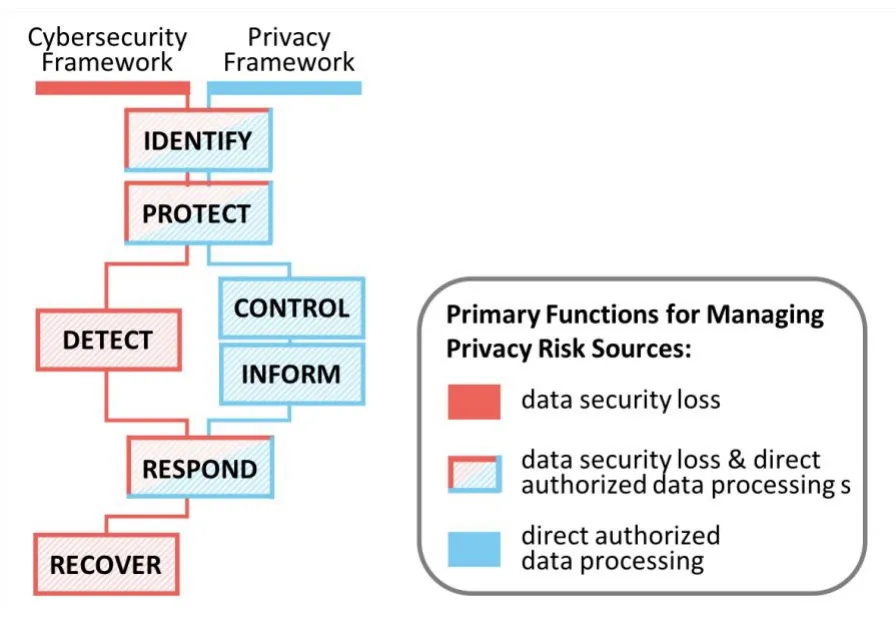 Cybersecurity
Framework
Privacy
Framework
IDENTIFY
PROTECT
CONTROL
DETECT
INFORM
RESPOND
RECOVER
Primary Functions for Managing
Privacy Risk Sources:
data security loss
data security loss & direct
authorized data processing s
direct authorized
data processing